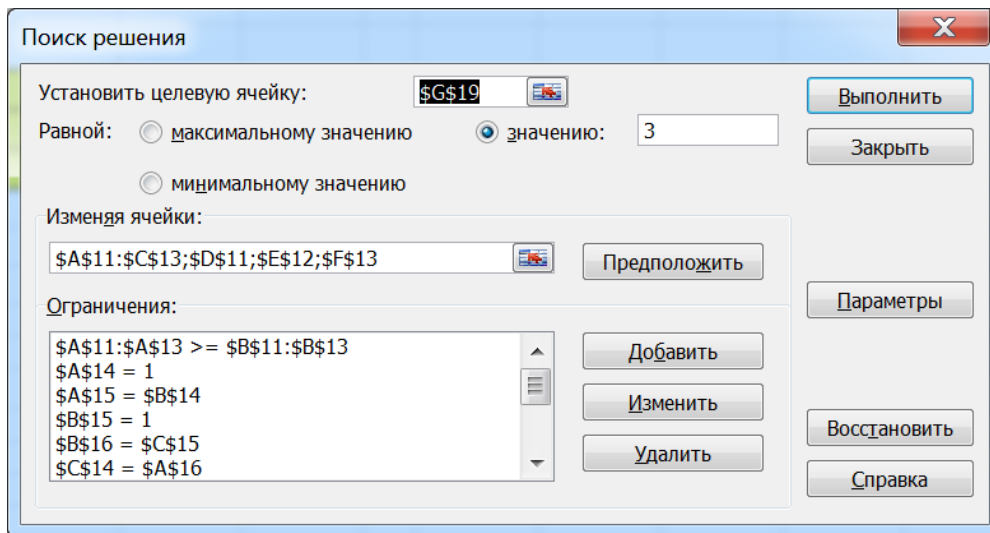 Поиск решения
Установить целевую ячейку: $G$19
Выполнить
Равной: максимальному значению значению: 3
Закрыть
минимальному значению
Изменяя ячейки:
$A$11:$C$13;$D$11;$E$12;$F$13
Предположить
Ограничения:
Параметры
$A$11:$A$13 >= $B$11:$B$13
$A$14 = 1
$A$15 = $B$14
$B$15 = 1
$B$16 = $C$15
$C$14 = $A$16
Добавить
Изменить
Удалить
Восстановить
Справка